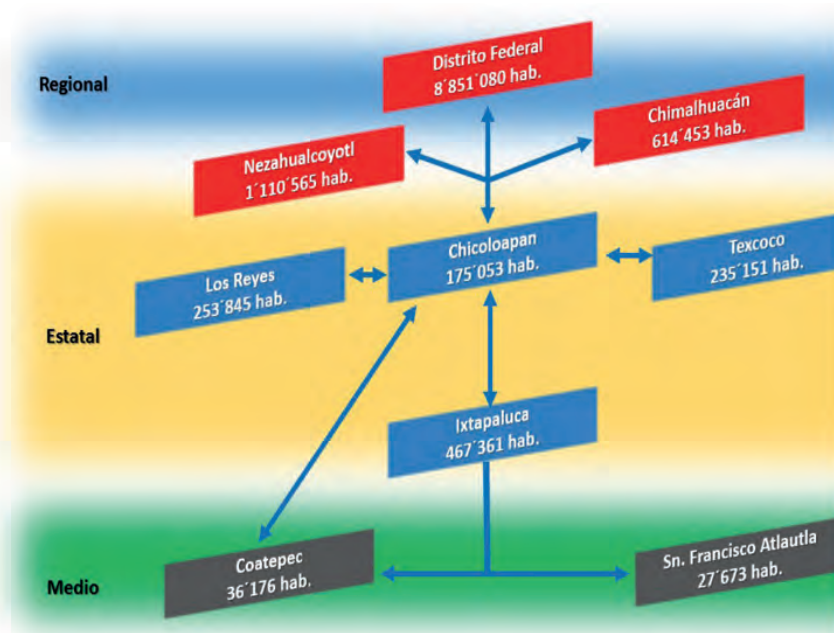 Regional
Distrito Federal
8´851´080 hab.
Chimalhuacán
614´453 hab.
Nezahualcoyotl
1´110´565 hab.
Estatal
Chicoloapan
175´053 hab.
Los Reyes
253´845 hab.
Texcoco
235´151 hab.
Ixtapaluca
467´361 hab.
Medio
Coatepec
36´176 hab.
Sn. Francisco Atlautla
27´673 hab.